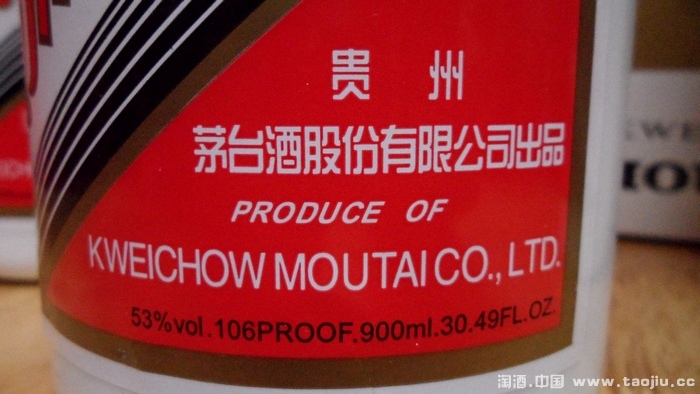 贵州
茅台酒股份有限公司出品
PRODUCE OF
KWEICHOW MOUTAI CO., LTD.
53%vol.106PROOF.900ml.30.49FL.OZ.
淘酒.中国 www.taojiu.cc